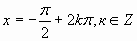 x = -π/2 + 2kπ, κ ∈ Z